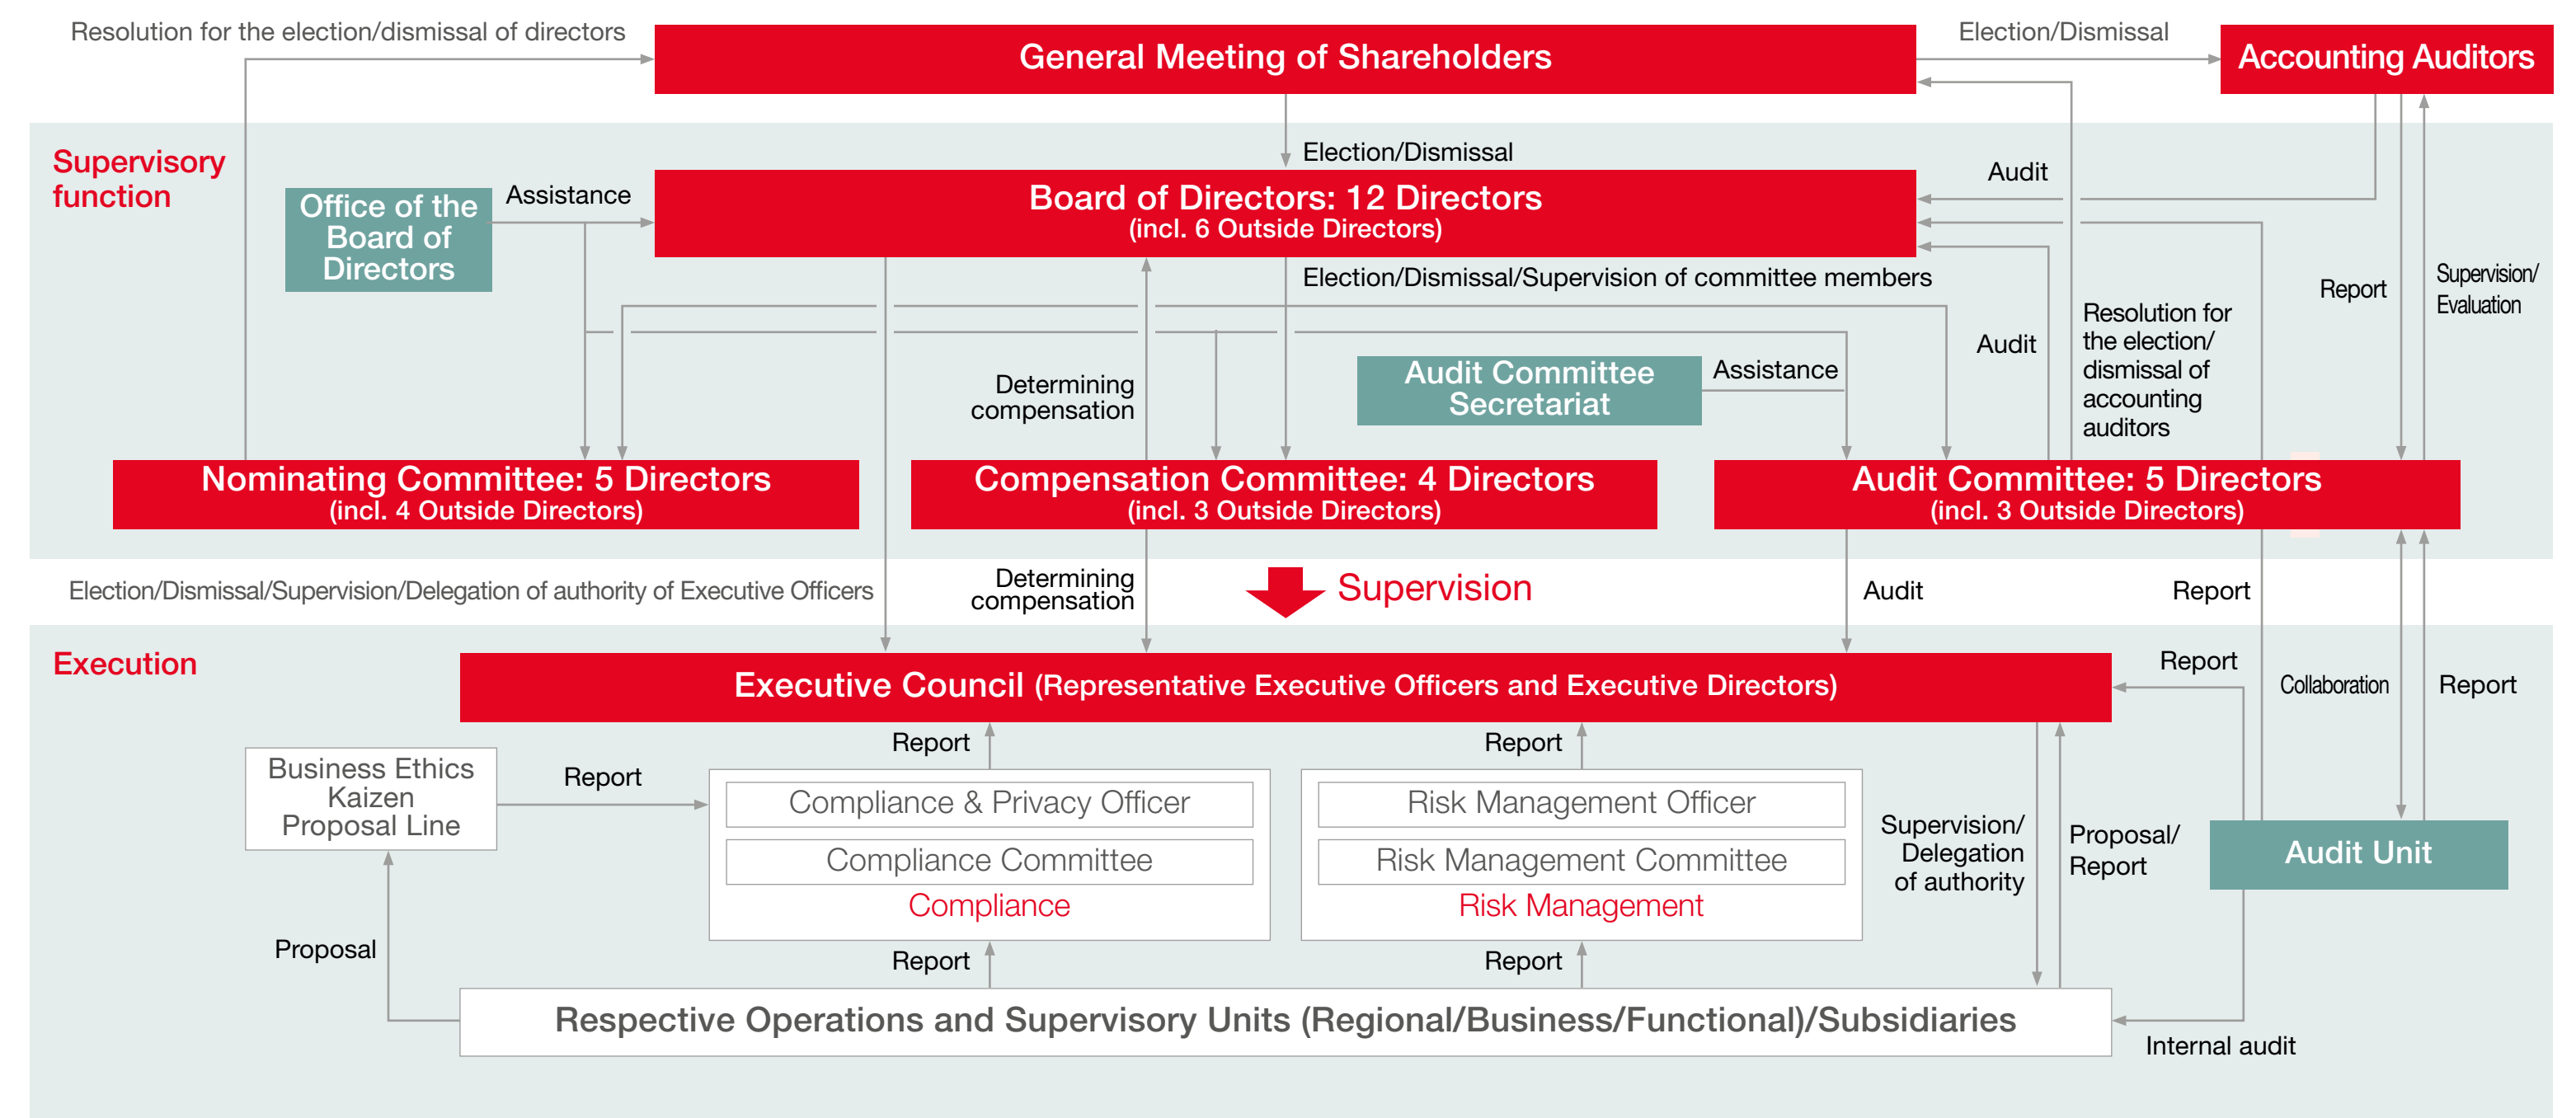 Resolution for the election/dismissal of directors
General Meeting of Shareholders
Election/Dismissal
Accounting Auditors
Supervisory
function
Election/Dismissal
Office of the
Board of
Directors
Assistance
Board of Directors: 12 Directors
(incl. 6 Outside Directors)
Audit
Election/Dismissal/Supervision of committee members
Report
Supervision/
Evaluation
Determining
compensation
Audit Committee
Secretariat
Assistance
Audit
Resolution for
the election/
dismissal of
accounting
auditors
Nominating Committee: 5 Directors
(incl. 4 Outside Directors)
Compensation Committee: 4 Directors
(incl. 3 Outside Directors)
Audit Committee: 5 Directors
(incl. 3 Outside Directors)
Election/Dismissal/Supervision/Delegation of authority of Executive Officers
Determining
compensation
Supervision
Audit
Report
Execution
Executive Council (Representative Executive Officers and Executive Directors)
Report
Collaboration
Report
Business Ethics
Kaizen
Proposal Line
Report
Report
Compliance & Privacy Officer
Compliance Committee
Compliance
Report
Risk Management Officer
Risk Management Committee
Risk Management
Supervision/
Delegation
of authority
Proposal/
Report
Audit Unit
Proposal
Report
Report
Respective Operations and Supervisory Units (Regional/Business/Functional)/Subsidiaries
Internal audit